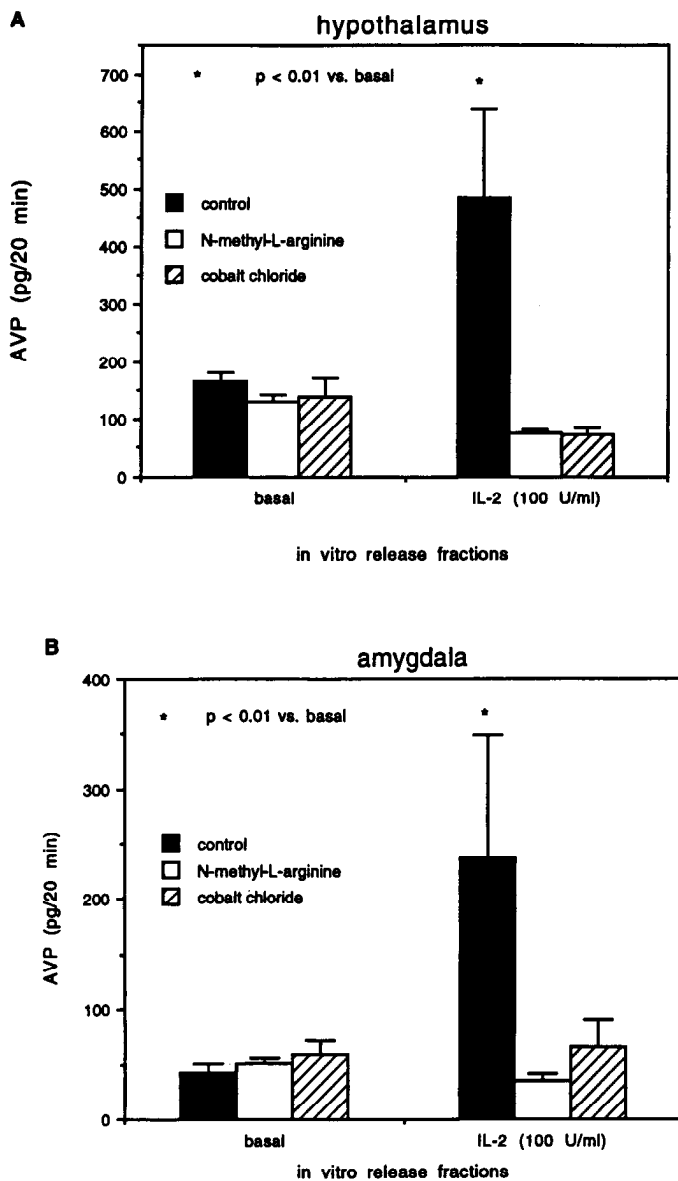 A
hypothalamus
AVP (pg/20 min)
700
600
500
400
300
200
100
0
* p < 0.01 vs. basal
*
control
N-methyl-L-arginine
cobalt chloride
basal
IL-2 (100 U/ml)
in vitro release fractions
B
amygdala
AVP (pg/20 min)
400
300
200
100
0
* p < 0.01 vs. basal
*
control
N-methyl-L-arginine
cobalt chloride
basal
IL-2 (100 U/ml)
in vitro release fractions